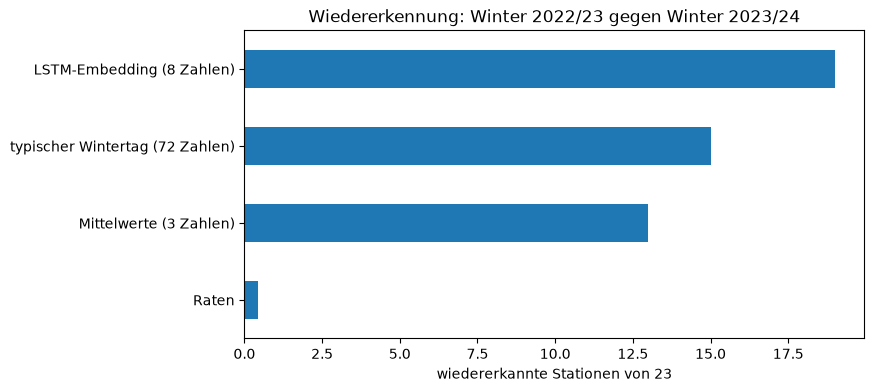 Wiedererkennung: Winter 2022/23 gegen Winter 2023/24
LSTM-Embedding (8 Zahlen)
typischer Wintertag (72 Zahlen)
Mittelwerte (3 Zahlen)
Raten
0.0 2.5 5.0 7.5 10.0 12.5 15.0 17.5
wiedererkannte Stationen von 23